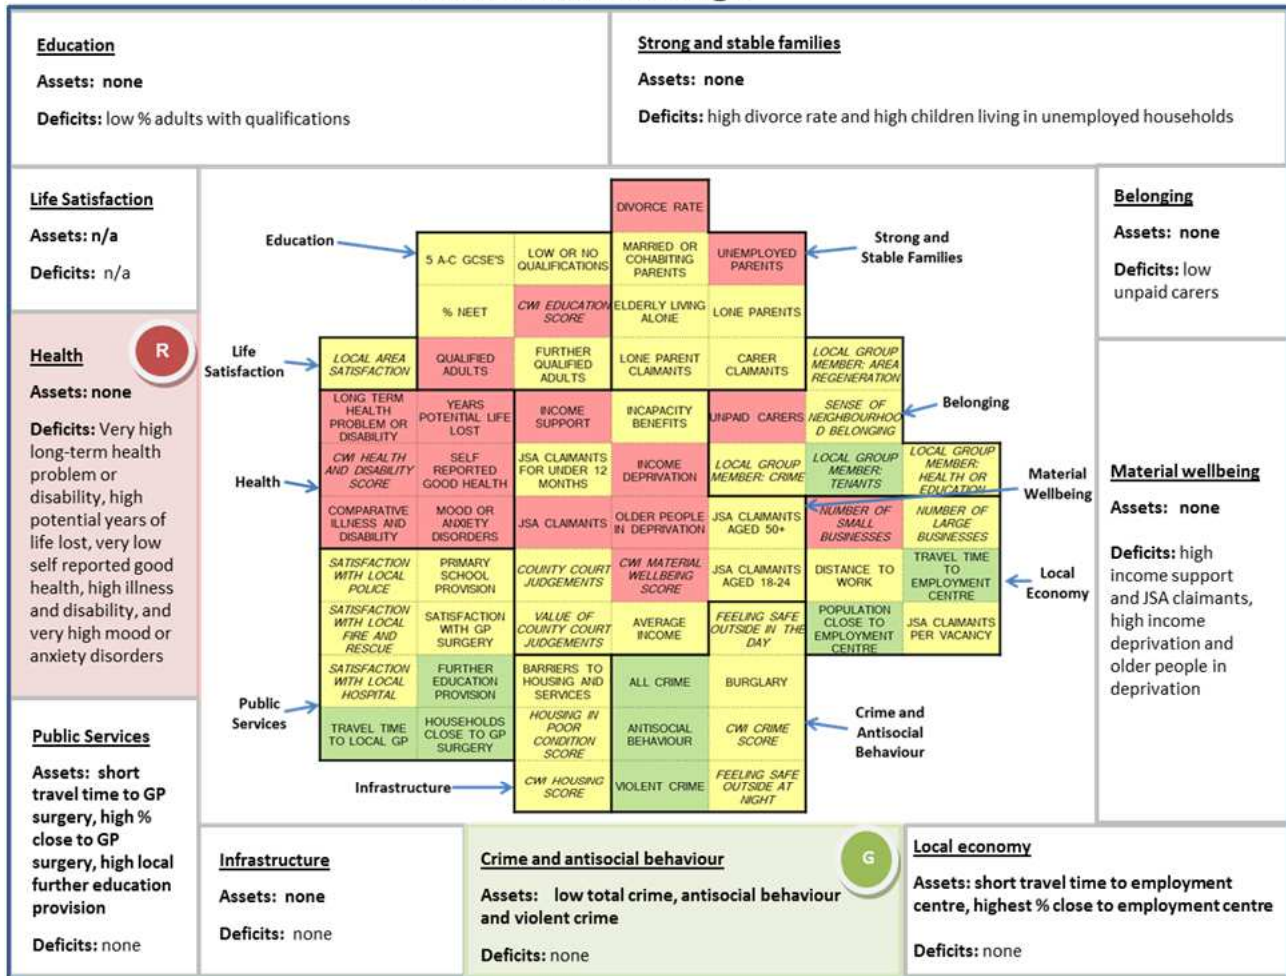 Education
Assets: none
Deficits: low % adults with qualifications
Strong and stable families
Assets: none
Deficits: high divorce rate and high children living in unemployed households
Life Satisfaction
Assets: n/a
Deficits: n/a
Health
R
Assets: none
Deficits: Very high
long-term health
problem or
disability, high
potential years of
life lost, very low
self reported good
health, high illness
and disability, and
very high mood or
anxiety disorders
Public Services
Assets: short
travel time to GP
surgery, high %
close to GP
surgery, high local
further education
provision
Deficits: none
Education
Life
Satisfaction
Health
Public
Services
Infrastructure
Strong and
Stable Families
Belonging
Material
Wellbeing
Local
Economy
Crime and
Antisocial
Behaviour
DIVORCE RATE
5 A-C GCSE'S
LOW OR NO
QUALIFICATIONS
MARRIED OR
COHABITING
PARENTS
UNEMPLOYED
PARENTS
% NEET
CWI EDUCATION
SCORE
ELDERLY LIVING
ALONE
LONE PARENTS
LOCAL AREA
SATISFACTION
QUALIFIED
ADULTS
FURTHER
QUALIFIED
ADULTS
LONE PARENT
CLAIMANTS
CARER
CLAIMANTS
LOCAL GROUP
MEMBER: AREA
REGENERATION
LONG TERM
HEALTH
PROBLEM OR
DISABILITY
YEARS
POTENTIAL LIFE
LOST
INCOME
SUPPORT
INCAPACITY
BENEFITS
UNPAID CARERS
SENSE OF
NEIGHBOURHOO
D BELONGING
CWI HEALTH
AND DISABILITY
SCORE
SELF
REPORTED
GOOD HEALTH
JSA CLAIMANTS
FOR UNDER 12
MONTHS
INCOME
DEPRIVATION
LOCAL GROUP
MEMBER: CRIME
LOCAL GROUP
MEMBER:
TENANTS
LOCAL GROUP
MEMBER:
HEALTH OR
EDUCATION
COMPARATIVE
ILLNESS AND
DISABILITY
MOOD OR
ANXIETY
DISORDERS
JSA CLAIMANTS
OLDER PEOPLE
IN DEPRIVATION
JSA CLAIMANTS
AGED 50+
NUMBER OF
SMALL
BUSINESSES
NUMBER OF
LARGE
BUSINESSES
SATISFACTION
WITH LOCAL
POLICE
PRIMARY
SCHOOL
PROVISION
COUNTY COURT
JUDGEMENTS
CWI MATERIAL
WELLBEING
SCORE
JSA CLAIMANTS
AGED 18-24
DISTANCE TO
WORK
TRAVEL TIME
TO
EMPLOYMENT
CENTRE
SATISFACTION
WITH LOCAL
FIRE AND
RESCUE
SATISFACTION
WITH GP
SURGERY
VALUE OF
COUNTY COURT
JUDGEMENTS
AVERAGE
INCOME
FEELING SAFE
OUTSIDE IN THE
DAY
POPULATION
CLOSE TO
EMPLOYMENT
CENTRE
JSA CLAIMANTS
PER VACANCY
SATISFACTION
WITH LOCAL
HOSPITAL
FURTHER
EDUCATION
PROVISION
BARRIERS TO
HOUSING AND
SERVICES
ALL CRIME
BURGLARY
TRAVEL TIME
TO LOCAL GP
HOUSEHOLDS
CLOSE TO GP
SURGERY
HOUSING IN
POOR
CONDITION
SCORE
ANTISOCIAL
BEHAVIOUR
CWI CRIME
SCORE
CWI HOUSING
SCORE
VIOLENT CRIME
FEELING SAFE
OUTSIDE AT
NIGHT
Belonging
Assets: none
Deficits: low
unpaid carers
Material wellbeing
Assets: none
Deficits: high
income support
and JSA claimants,
high income
deprivation and
older people in
deprivation
Infrastructure
Assets: none
Deficits: none
Crime and antisocial behaviour
G
Assets: low total crime, antisocial behaviour
and violent crime
Deficits: none
Local economy
Assets: short travel time to employment
centre, highest % close to employment centre
Deficits: none